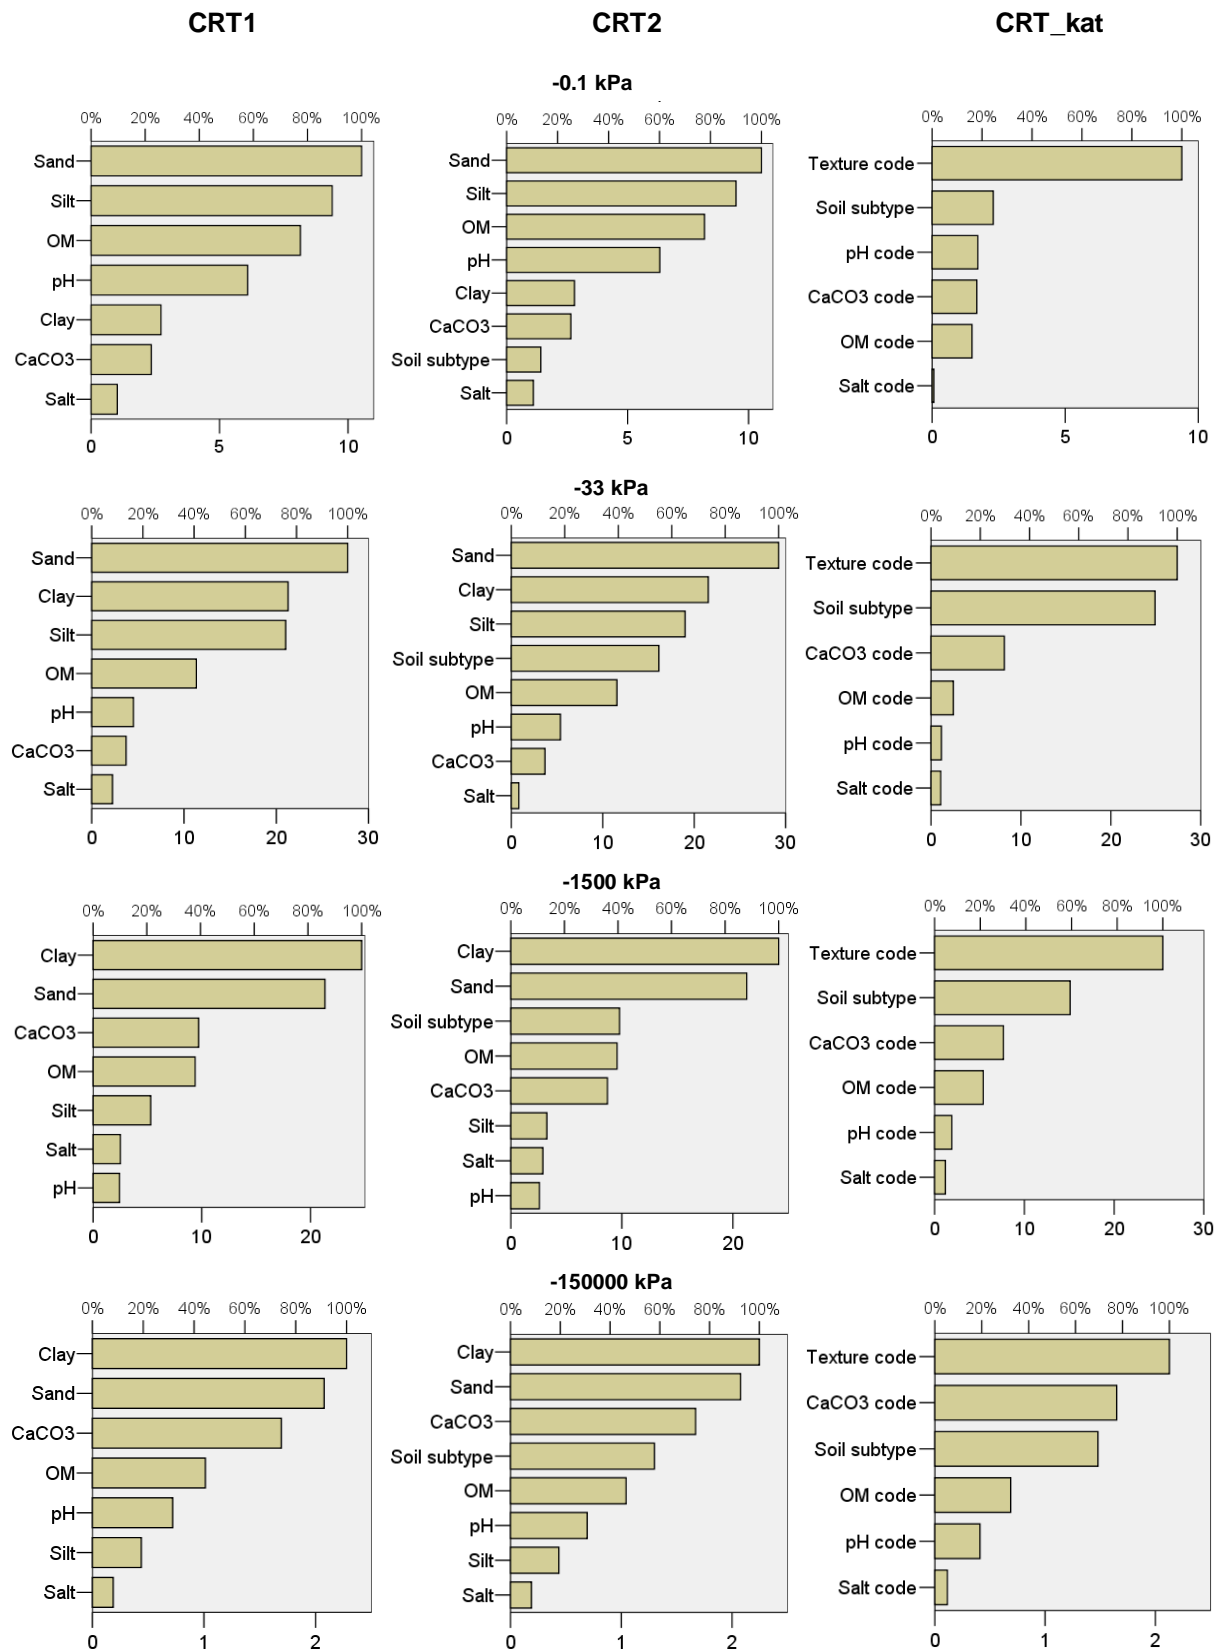 CRT1 CRT2 CRT_kat
-0.1 kPa
0% 20% 40% 60% 80% 100%
Sand
Silt
OM
pH
Clay
CaCO3
Salt
0 5 10
0% 20% 40% 60% 80% 100%
Sand
Silt
OM
pH
Clay
CaCO3
Soil subtype
Salt
0 5 10
0% 20% 40% 60% 80% 100%
Texture code
Soil subtype
pH code
CaCO3 code
OM code
Salt code
0 5 10
-33 kPa
0% 20% 40% 60% 80% 100%
Sand
Clay
Silt
OM
pH
CaCO3
Salt
0 10 20 30
0% 20% 40% 60% 80% 100%
Sand
Clay
Silt
Soil subtype
OM
pH
CaCO3
Salt
0 10 20 30
0% 20% 40% 60% 80% 100%
Texture code
Soil subtype
CaCO3 code
OM code
pH code
Salt code
0 10 20 30
-1500 kPa
0% 20% 40% 60% 80% 100%
Clay
Sand
CaCO3
OM
Silt
Salt
pH
0 10 20
0% 20% 40% 60% 80% 100%
Clay
Sand
Soil subtype
OM
CaCO3
Silt
Salt
pH
0 10 20
0% 20% 40% 60% 80% 100%
Texture code
Soil subtype
CaCO3 code
OM code
pH code
Salt code
0 10 20 30
-150000 kPa
0% 20% 40% 60% 80% 100%
Clay
Sand
CaCO3
OM
pH
Silt
Salt
0 1 2
0% 20% 40% 60% 80% 100%
Clay
Sand
CaCO3
Soil subtype
OM
pH
Silt
Salt
0 1 2
0% 20% 40% 60% 80% 100%
Texture code
CaCO3 code
Soil subtype
OM code
pH code
Salt code
0 1 2